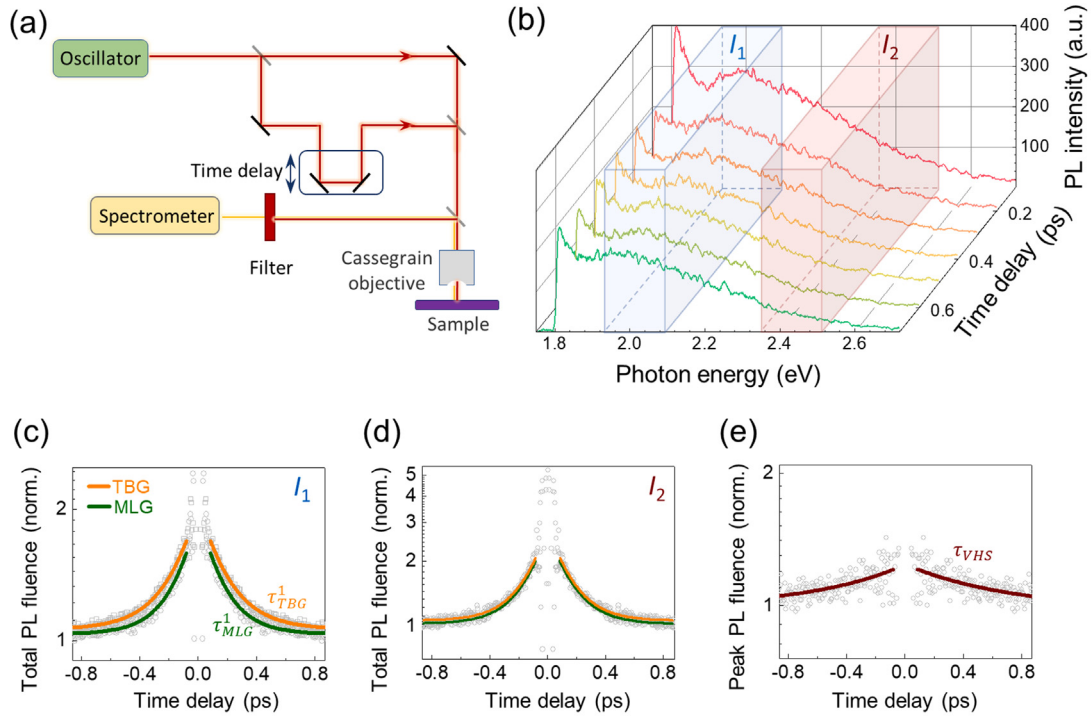 (a)
Oscillator
Time delay
Spectrometer
Filter
Cassegrain
objective
Sample
(b)
I₁
I₂
400
300
200
100
PL intensity (a.u.)
0.2
0.4
0.6
Time delay (ps)
1.8
2.0
2.2
2.4
2.6
Photon energy (eV)
(c)
Total PL fluence (norm.)
2
1
TBG
MLG
I₁
τ¹TBG
τ¹MLG
-0.8 -0.4 0.0 0.4 0.8
Time delay (ps)
(d)
Total PL fluence (norm.)
5
4
3
2
1
I₂
-0.8 -0.4 0.0 0.4 0.8
Time delay (ps)
(e)
Peak PL fluence (norm.)
2
1
τVHS
-0.8 -0.4 0.0 0.4 0.8
Time delay (ps)